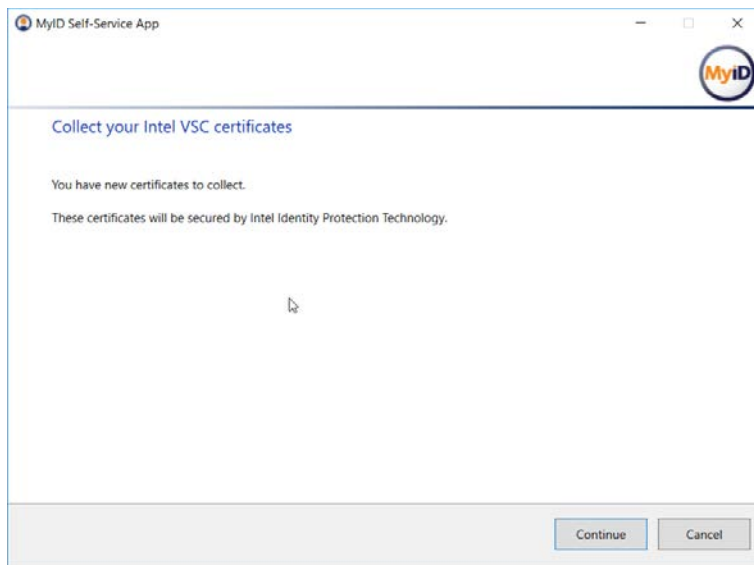 MyID Self-Service App
MyiD
Collect your Intel VSC certificates
You have new certificates to collect.
These certificates will be secured by Intel Identity Protection Technology.
Continue Cancel